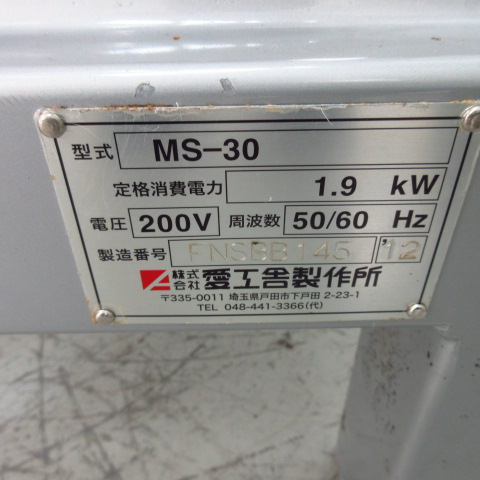 型式 MS-30
定格消費電力 1.9 kW
電圧 200V 周波数 50/60 Hz
製造番号 FNSBB145 '12
株式会社 愛工舎製作所
〒335-0011 埼玉県戸田市下戸田 2-23-1
TEL 048-441-3366(代)